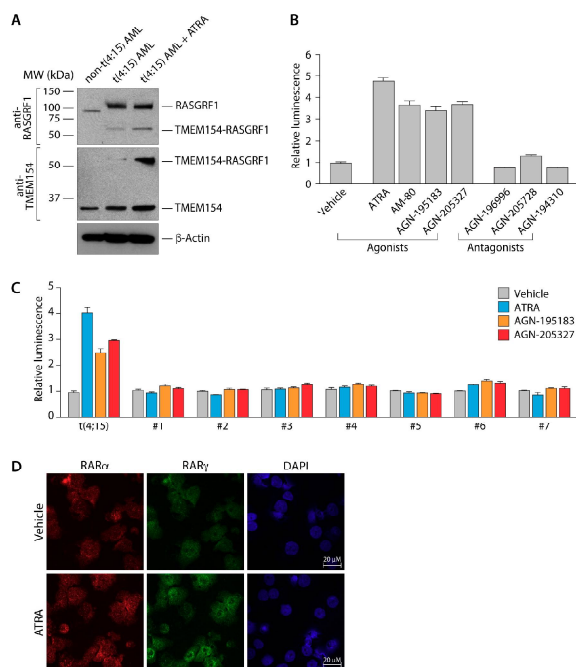 A
non-t(4:15) AML
t(4:15) AML
t(4:15) AML + ATRA
MW (kDa)
anti-RASGRF1
150
100
75
50
RASGRF1
TMEM154-RASGRF1
anti-TMEM154
50
37
TMEM154-RASGRF1
TMEM154
β-Actin
B
Relative luminescence
6
5
4
3
2
1
0
Vehicle
ATRA
AM-80
AGN-195183
AGN-205327
AGN-196996
AGN-205728
AGN-194310
Agonists
Antagonists
C
Relative luminescence
5
4
3
2
1
0
Vehicle
ATRA
AGN-195183
AGN-205327
t(4;15)
#1
#2
#3
#4
#5
#6
#7
D
RARα
RARγ
DAPI
Vehicle
20 μM
ATRA
20 μM